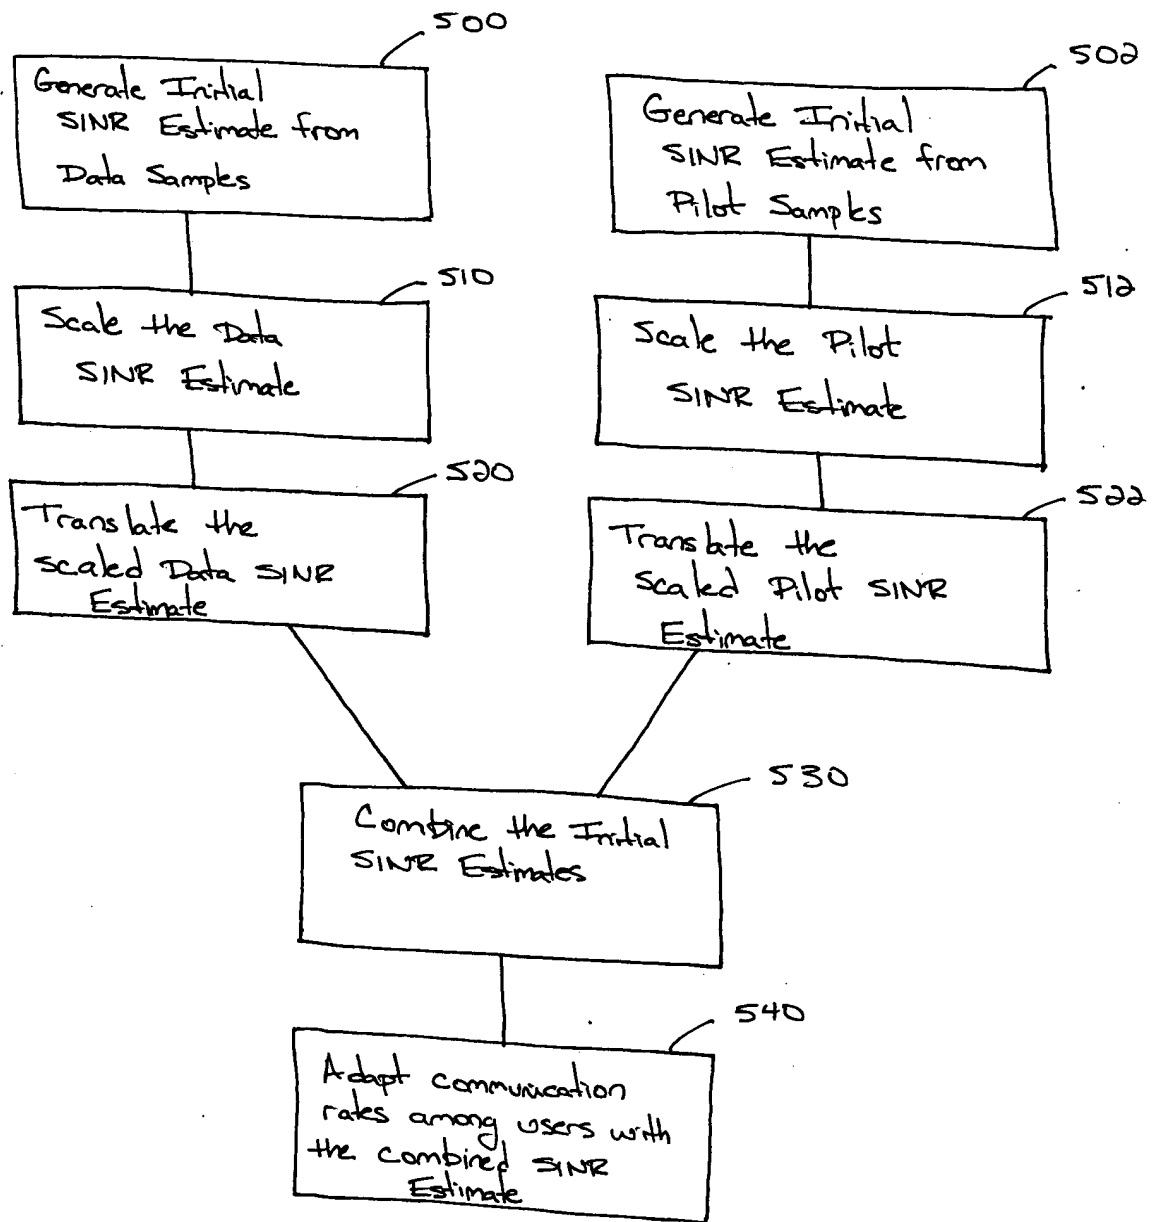 500
Generate Initial
SINR Estimate from
Data Samples
502
Generate Initial
SINR Estimate from
Pilot Samples
510
Scale the Data
SINR Estimate
512
Scale the Pilot
SINR Estimate
520
Translate the
scaled Data SINR
Estimate
522
Translate the
scaled Pilot SINR
Estimate
530
Combine the Initial
SINR Estimates
540
Adapt communication
rates among users with
the combined SINR
Estimate